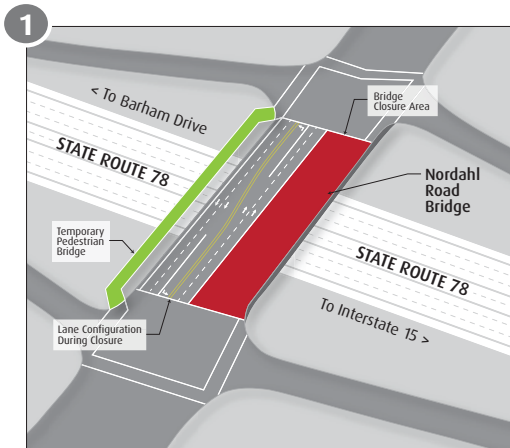 1
< To Barham Drive
STATE ROUTE 78
Bridge
Closure Area
Nordahl
Road
Bridge
Temporary
Pedestrian
Bridge
STATE ROUTE 78
To Interstate 15 >
Lane Configuration
During Closure